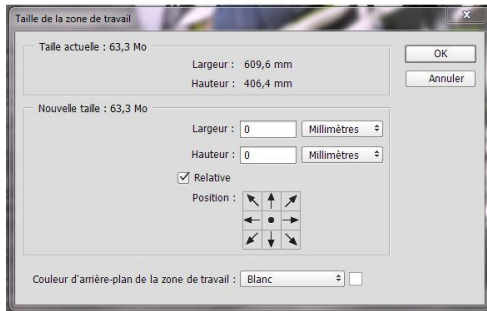 Taille de la zone de travail
Taille actuelle : 63,3 Mo
Largeur : 609,6 mm
Hauteur : 406,4 mm
OK
Annuler
Nouvelle taille : 63,3 Mo
Largeur : 0 Millimètres
Hauteur : 0 Millimètres
Relative
Position :
Couleur d'arrière-plan de la zone de travail : Blanc